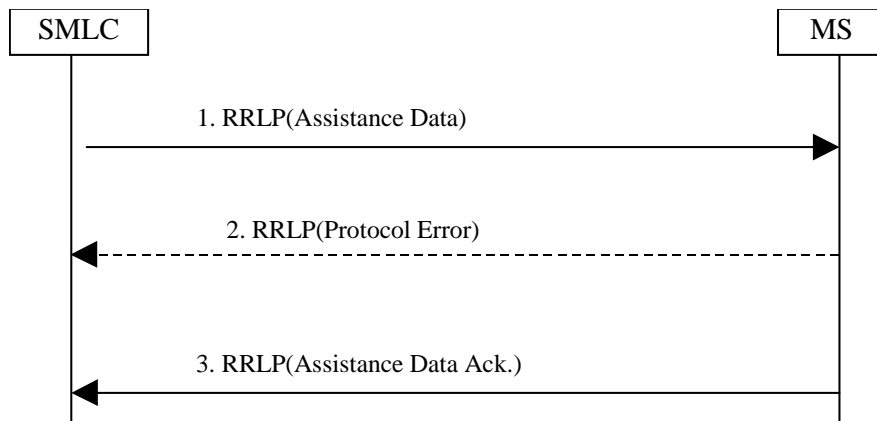 SMLC
MS
1. RRLP(Assistance Data)
2. RRLP(Protocol Error)
3. RRLP(Assistance Data Ack.)